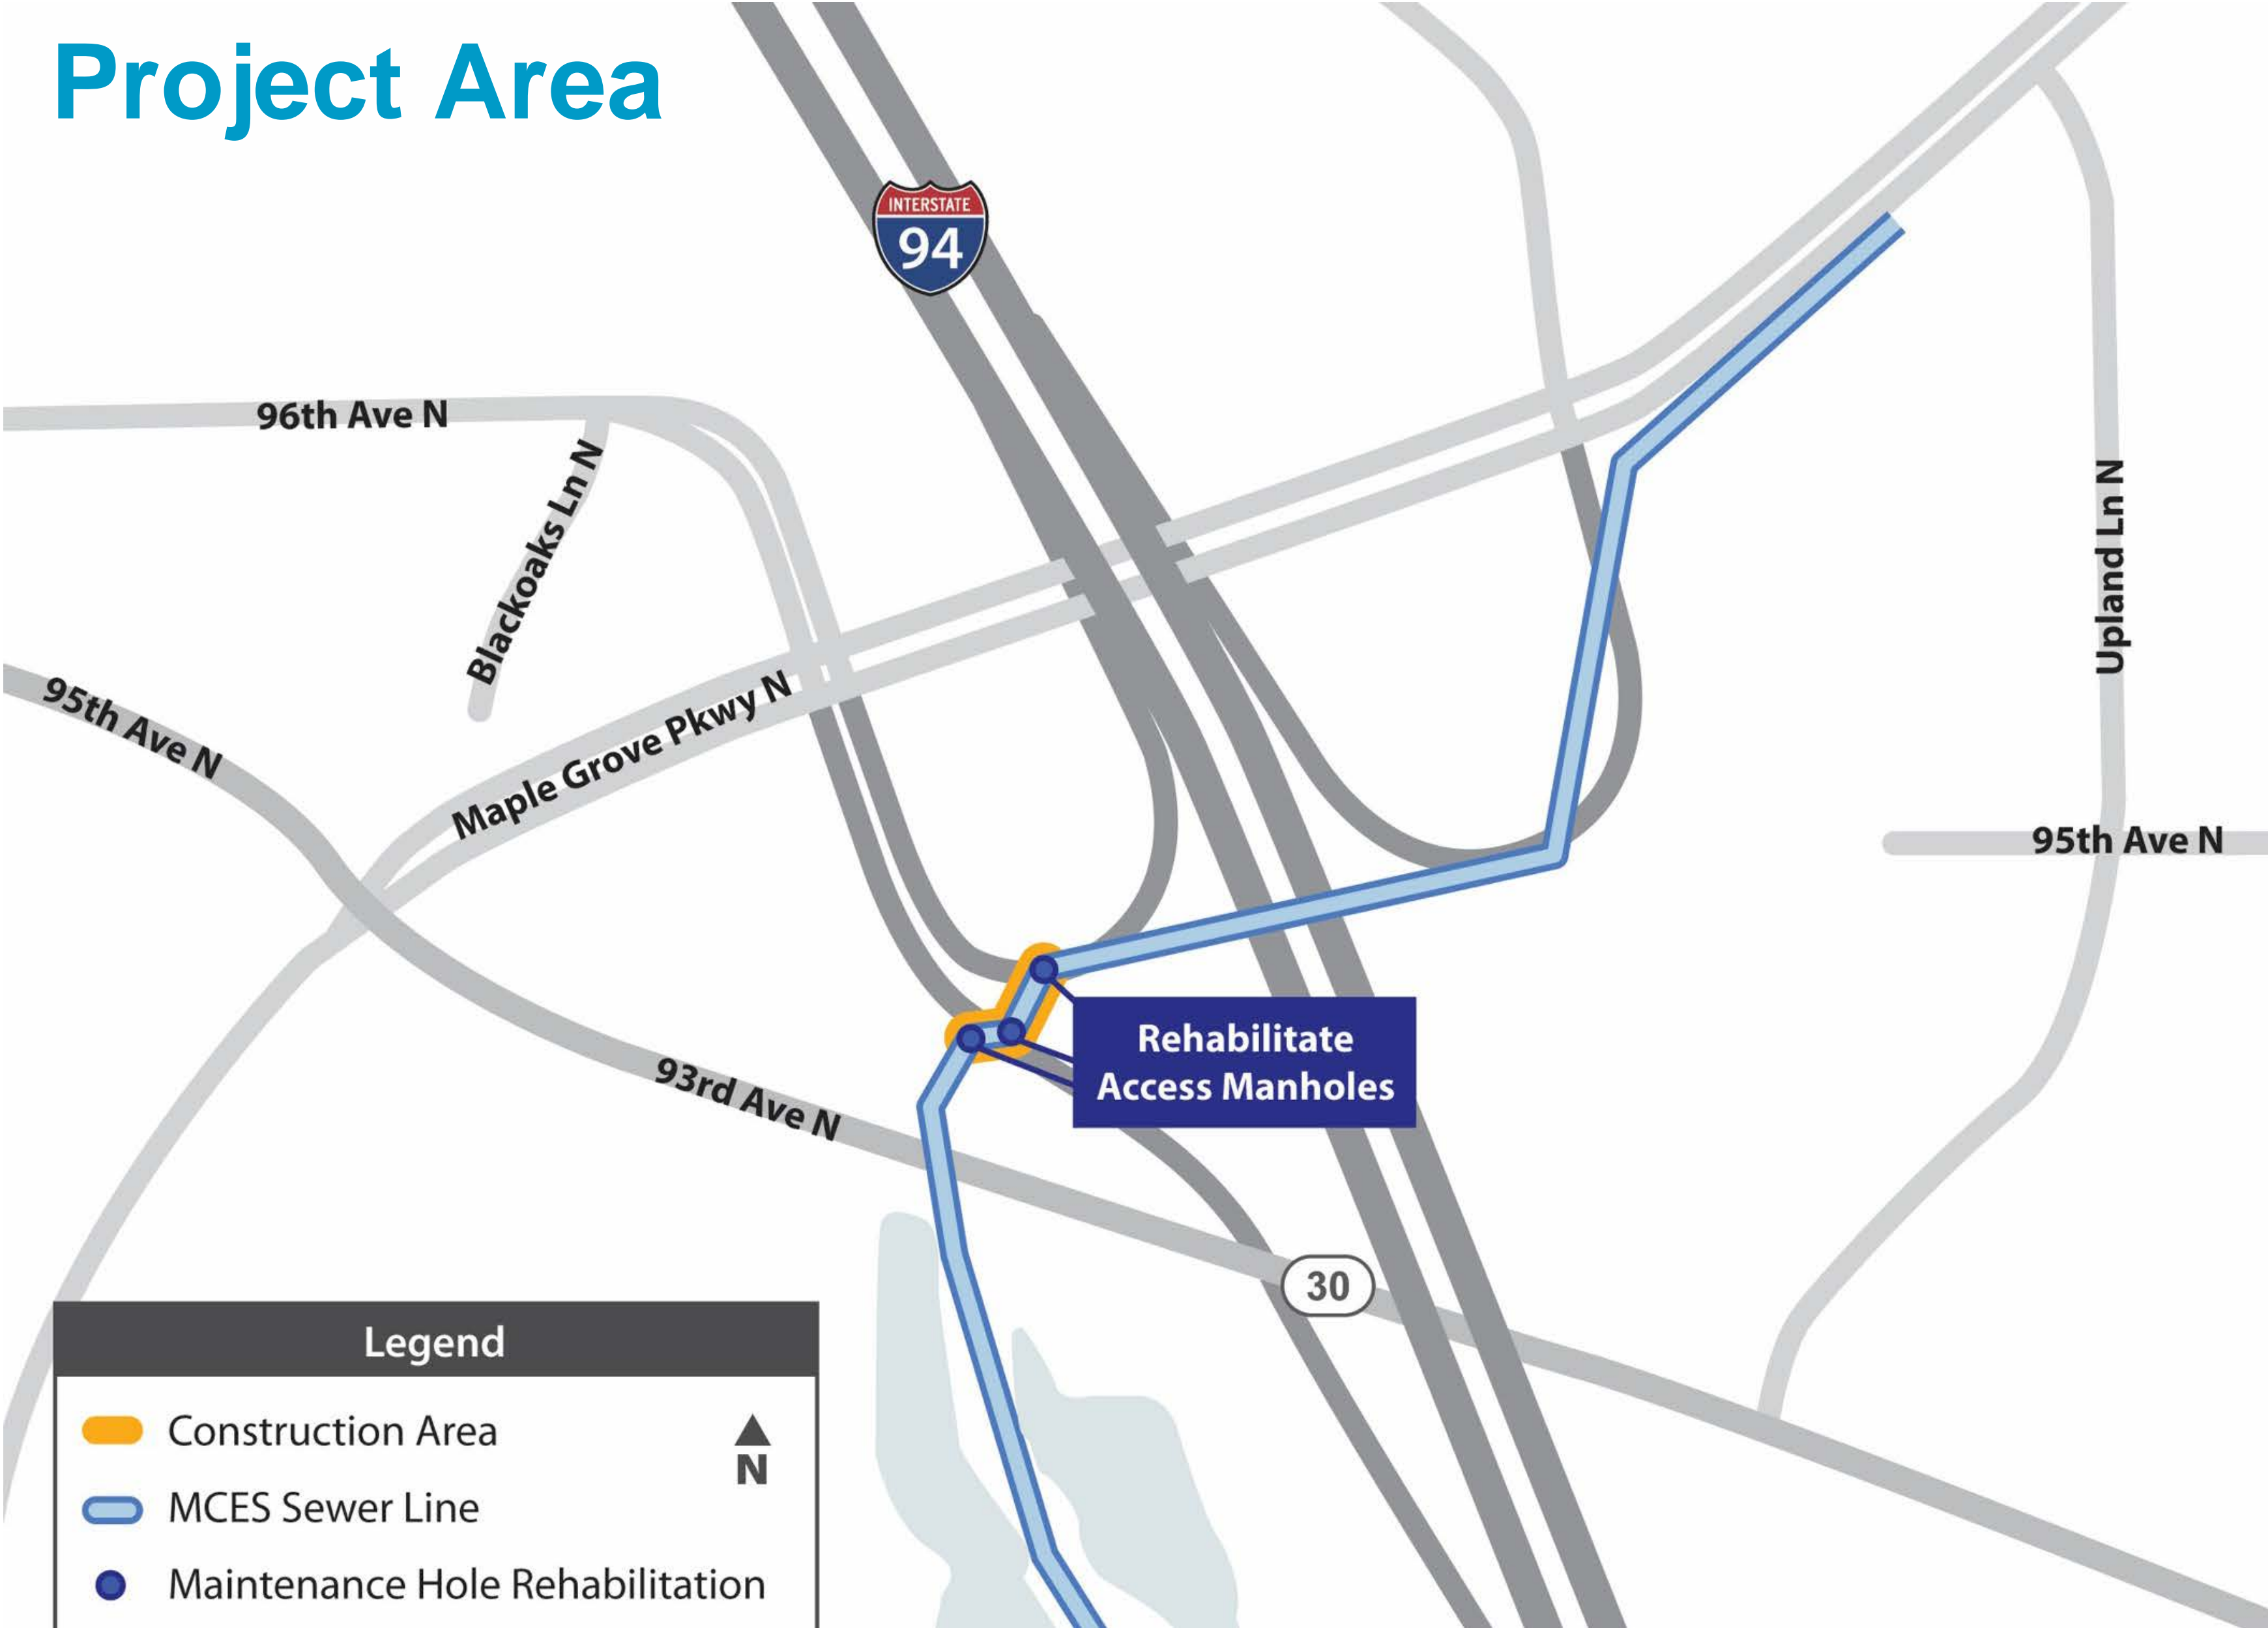 Project Area
INTERSTATE
94
96th Ave N
Blackoaks Ln N
Upland Ln N
95th Ave N
Maple Grove Pkwy N
95th Ave N
Rehabilitate
Access Manholes
93rd Ave N
30
Legend
Construction Area
N
MCES Sewer Line
Maintenance Hole Rehabilitation